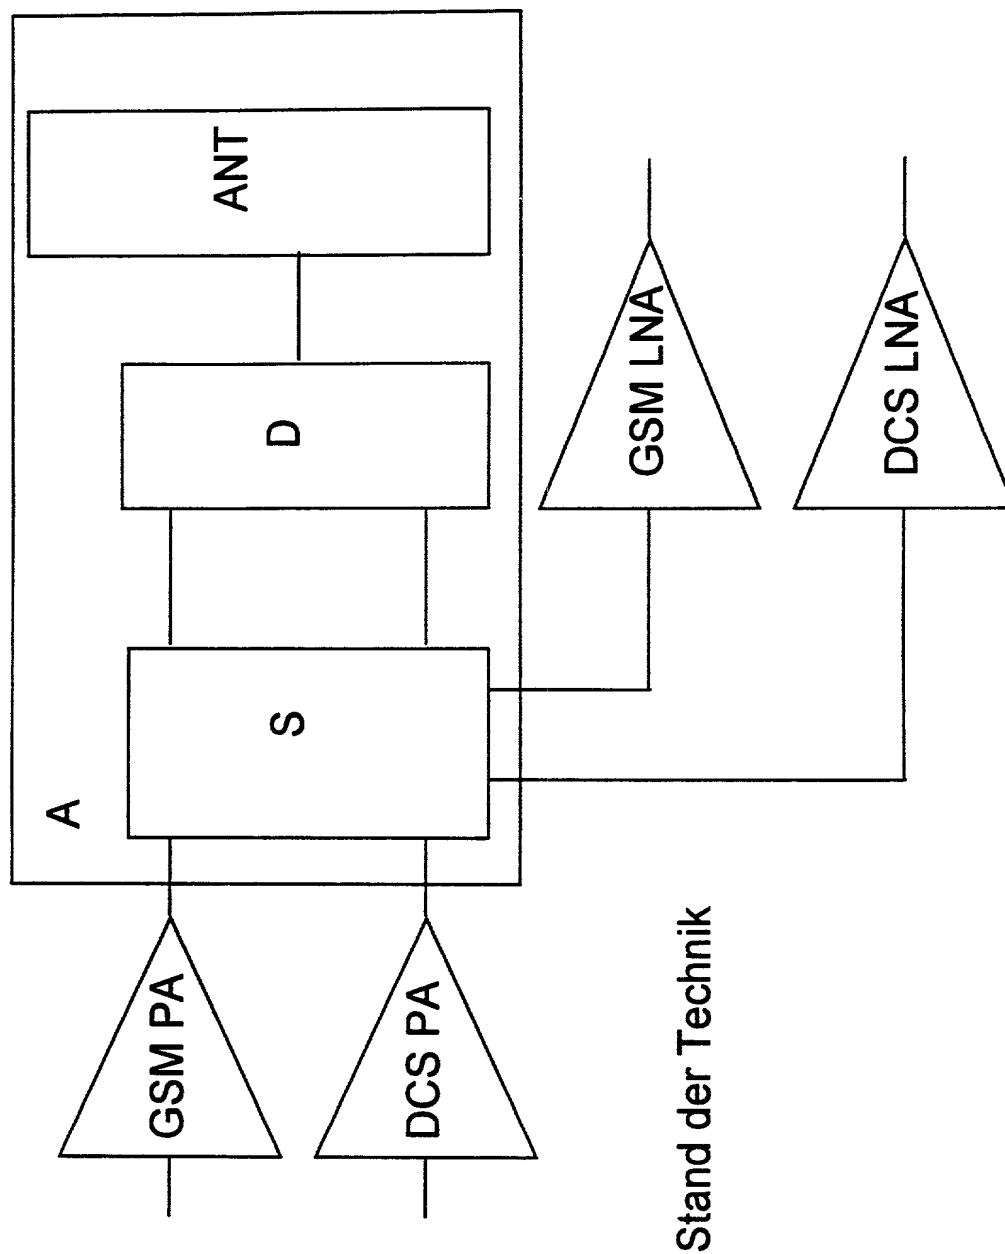 A
ANT
D
S
GSM PA
DCS PA
GSM LNA
DCS LNA
Stand der Technik